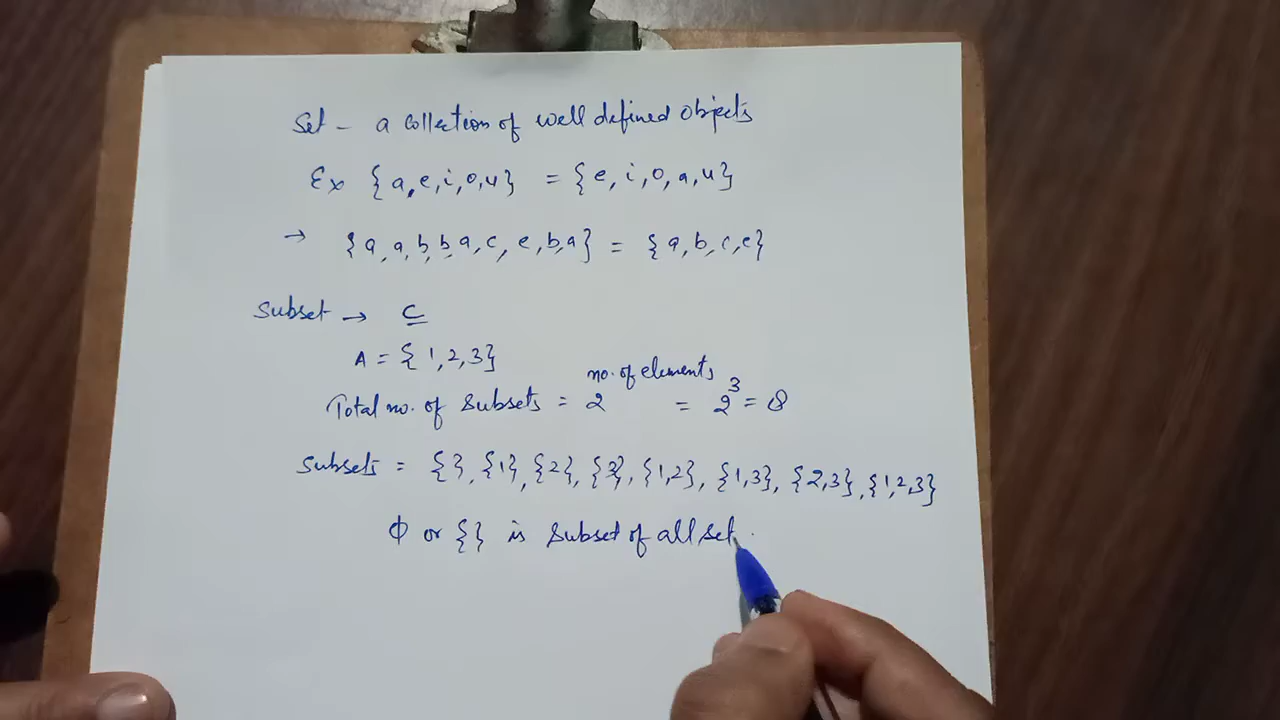 Set - a collection of well defined objects
Ex {a,e,i,o,u} = {e,i,o,a,u}
→ {a,a,b,b,a,c,e,b,a} = {a,b,c,e}
Subset → ⊆
A = {1,2,3}
no. of elements
Total no. of subsets = 2 = 2³ = 8
Subsets = {}, {1}, {2}, {3}, {1,2}, {1,3}, {2,3}, {1,2,3}
ϕ or {} is subset of all set.